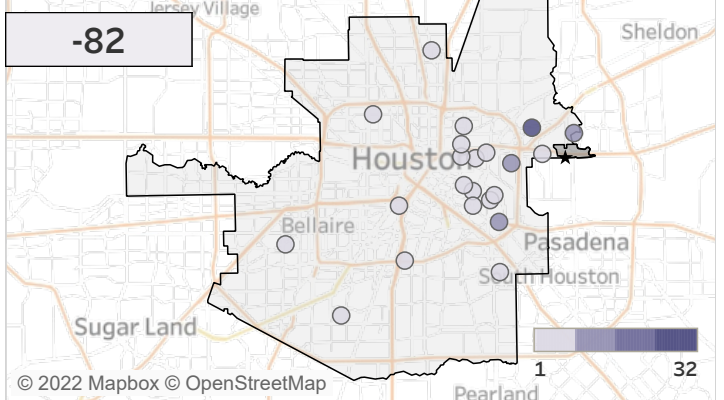 Jersey Village
-82
Sheldon
Houston
Bellaire
Pasadena
South Houston
Sugar Land
1
32
© 2022 Mapbox © OpenStreetMap
Pearland